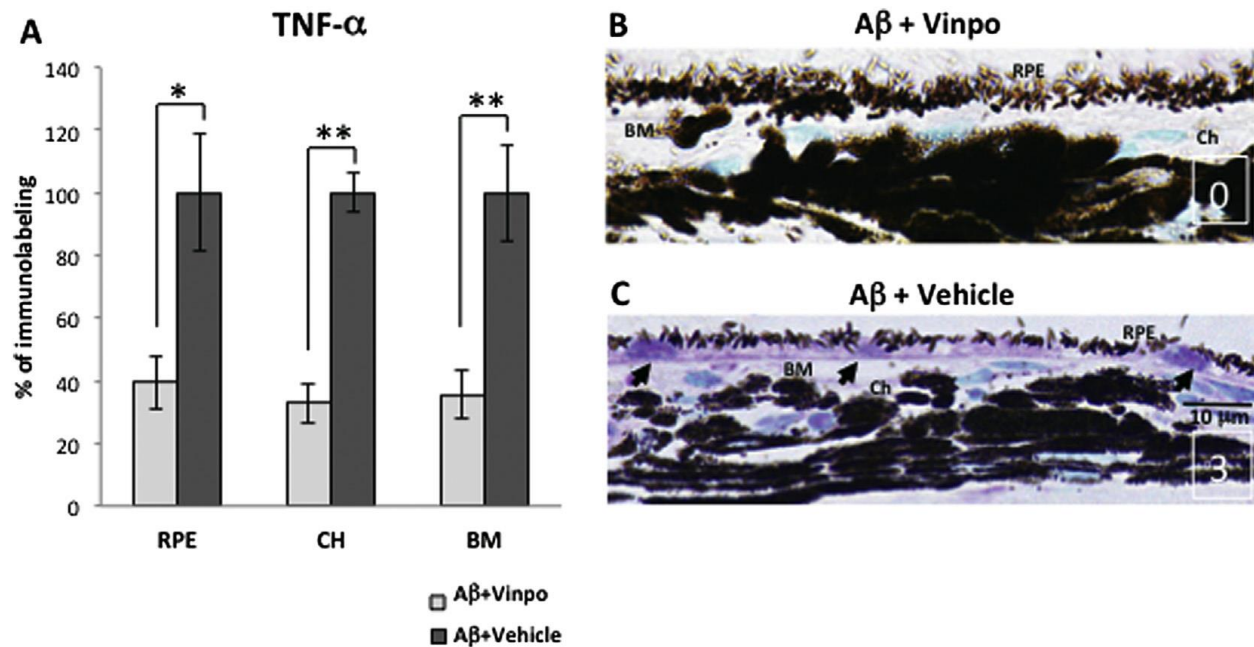 A
TNF-α
% of immunolabeling
140
120
100
80
60
40
20
0
*
**
**
RPE
CH
BM
Aβ+Vinpo
Aβ+Vehicle
B
Aβ + Vinpo
RPE
BM
Ch
0
C
Aβ + Vehicle
RPE
BM
Ch
10 μm
3